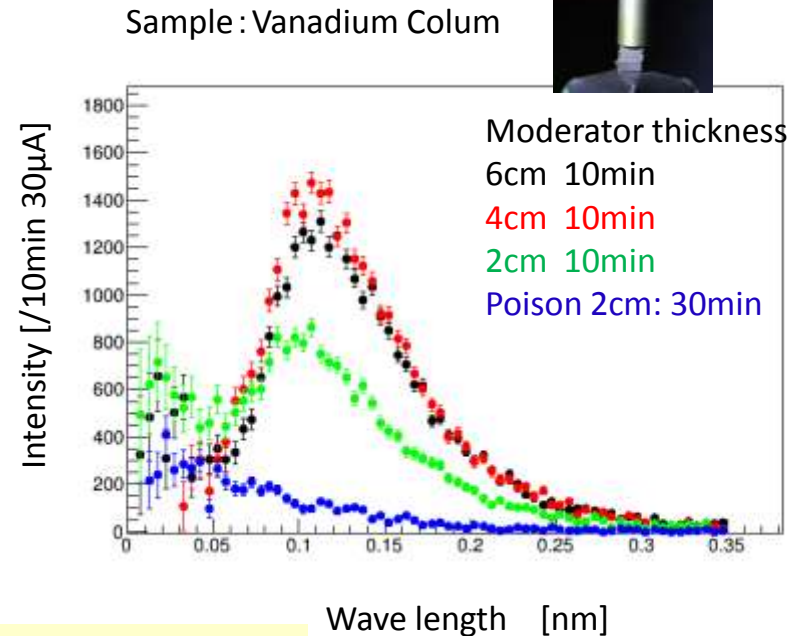 Sample：Vanadium Colum
Moderator thickness
6cm 10min
4cm 10min
2cm 10min
Poison 2cm: 30min
Intensity [/10min 30μA]
1800
1600
1400
1200
1000
800
600
400
200
0
0 0.05 0.1 0.15 0.2 0.25 0.3 0.35
Wave length [nm]